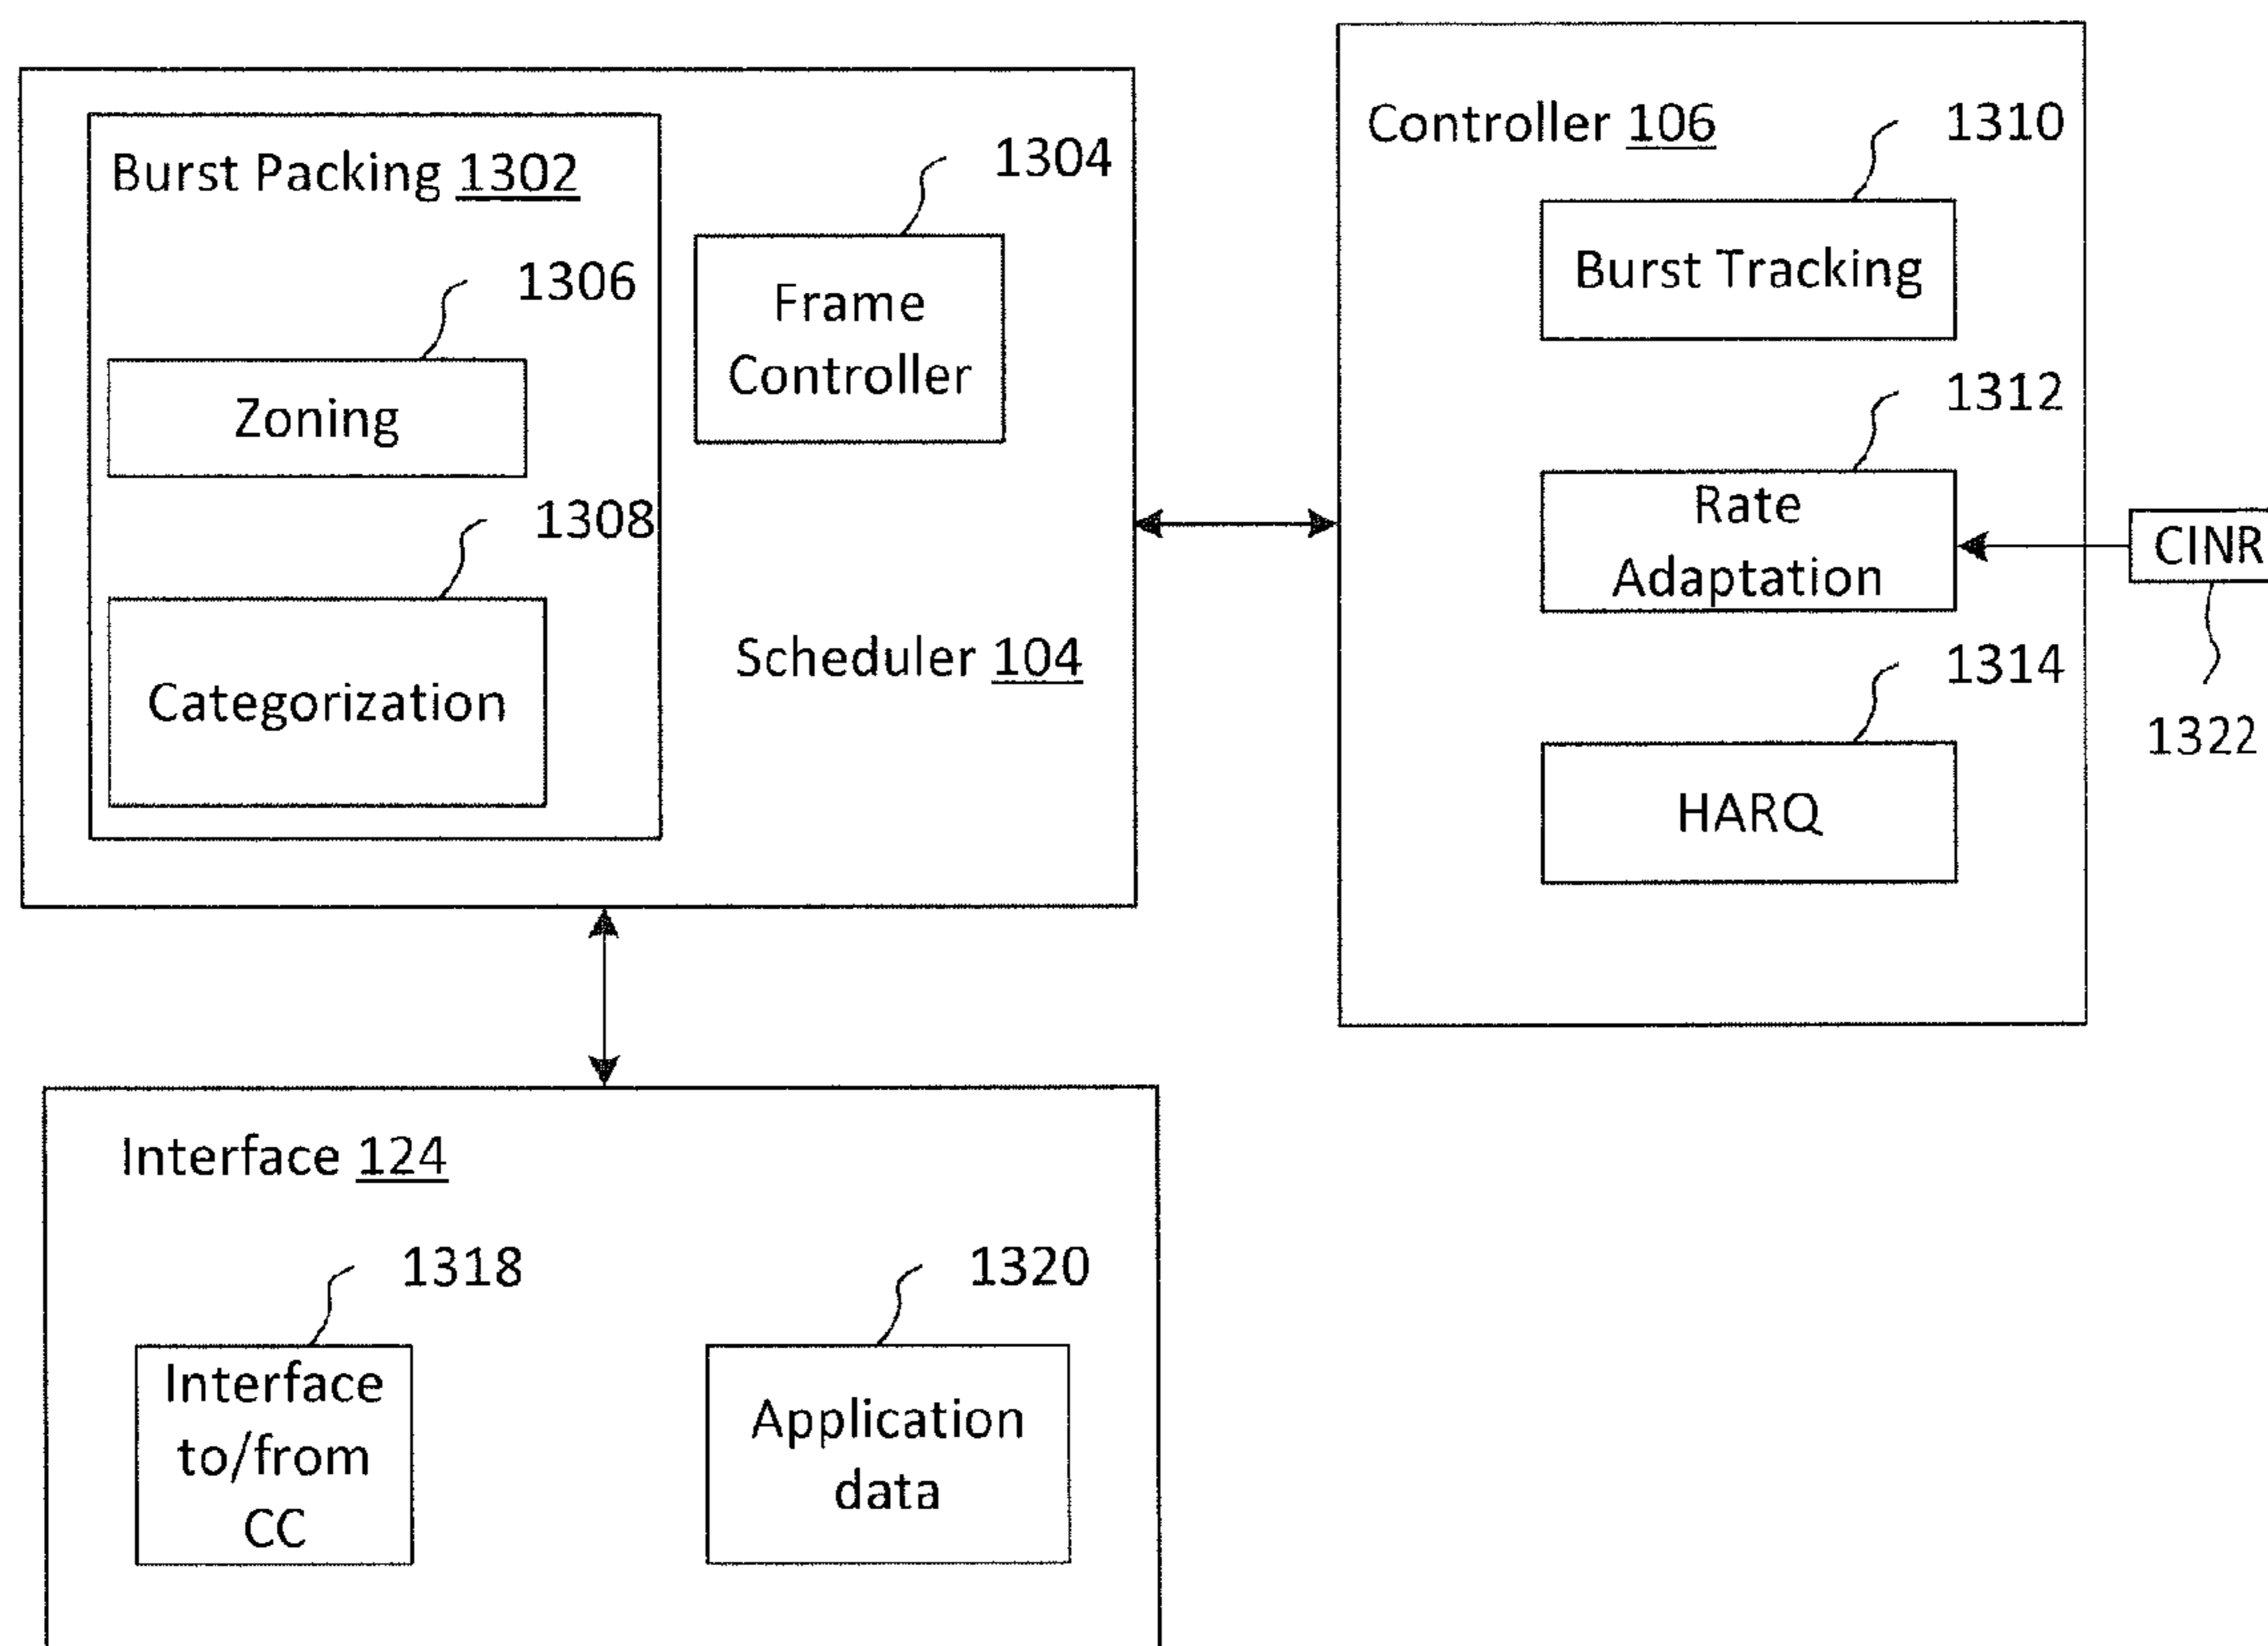 Burst Packing 1302
1304
1306
Frame
Controller
Zoning
1308
Categorization
Scheduler 104
Controller 106
1310
Burst Tracking
1312
Rate
Adaptation
CINR
1322
1314
HARQ
Interface 124
1318
1320
Interface
to/from
CC
Application
data